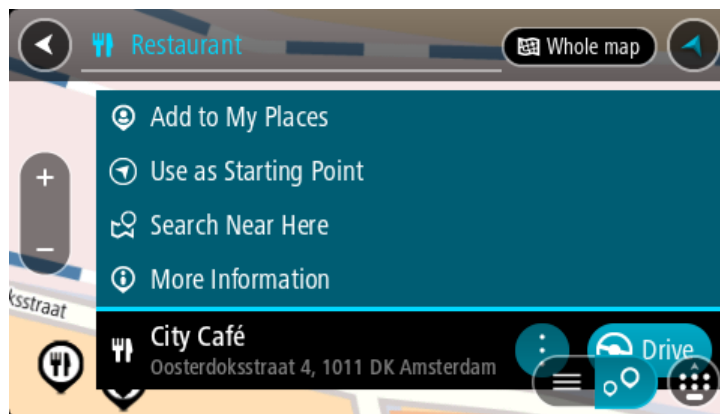 Restaurant
Whole map
Add to My Places
Use as Starting Point
Search Near Here
More Information
ksstraat
City Café
Oosterdoksstraat 4, 1011 DK Amsterdam
Drive